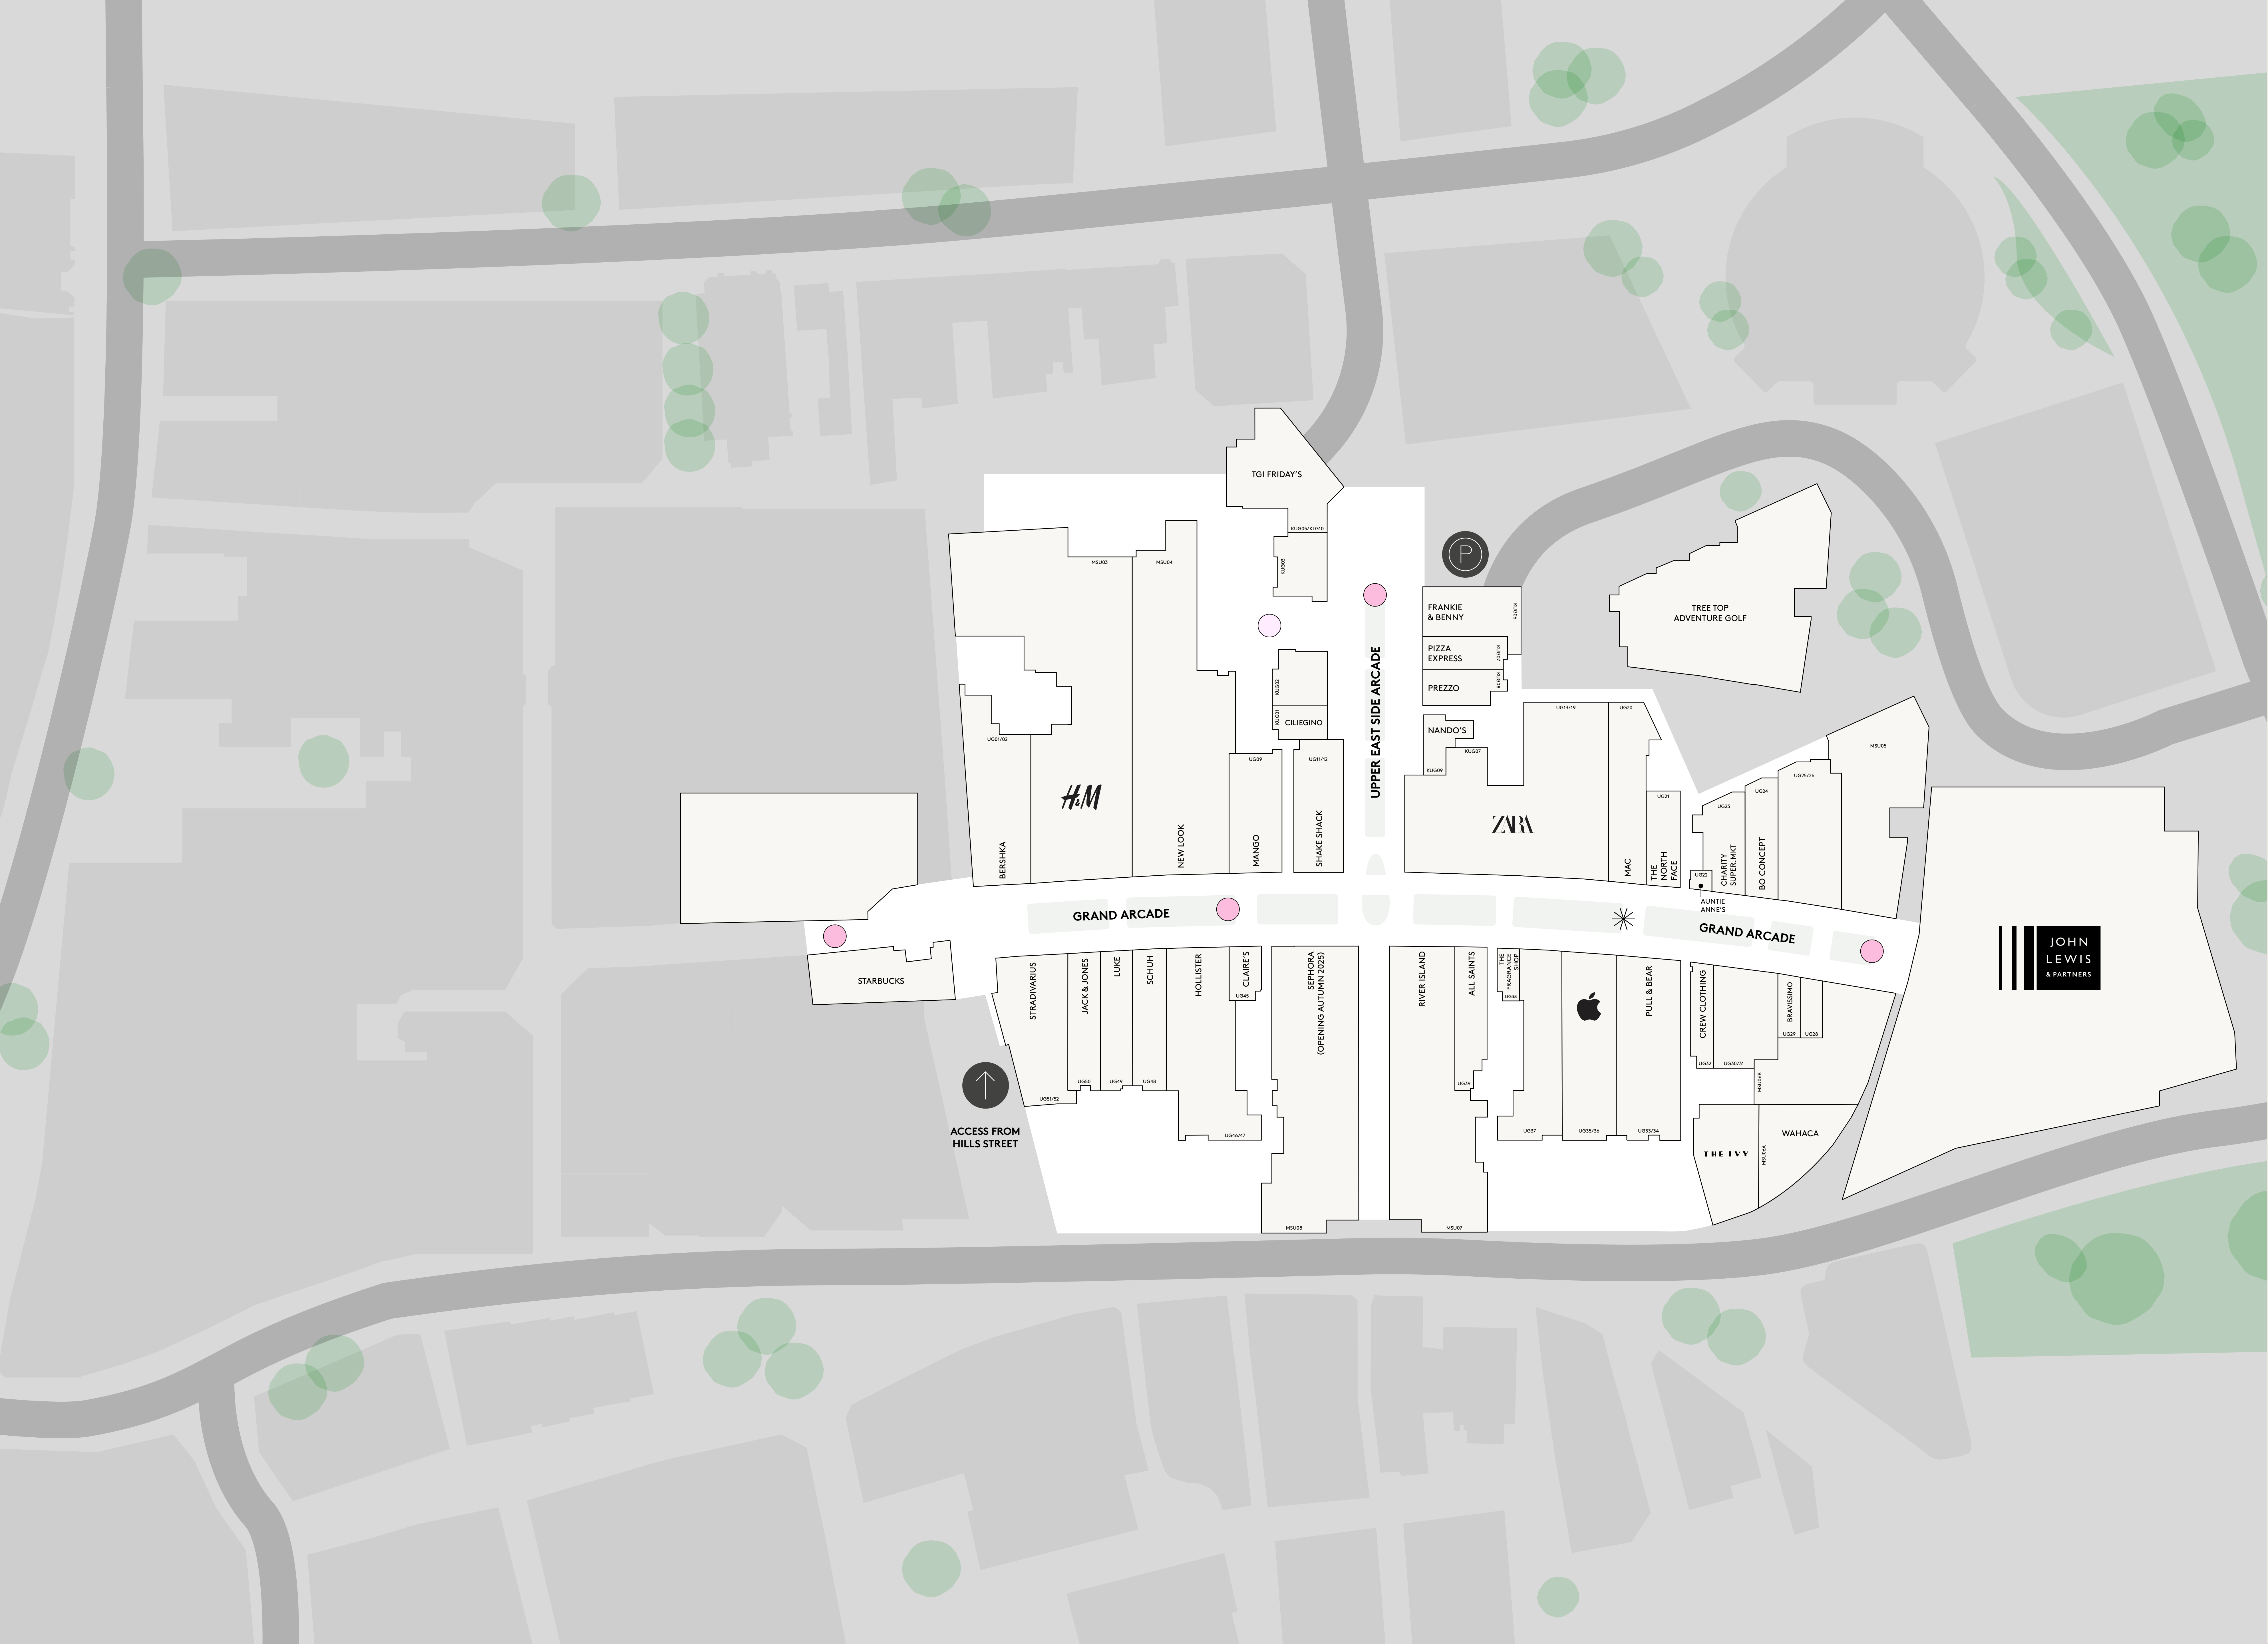 TGI FRIDAY'S
KUG05/KLG10
KUG03
MSU03
MSU04
P
FRANKIE
& BENNY
PIZZA
EXPRESS
PREZZO
NANDO'S
KUG09
KUG07
TREE TOP
ADVENTURE GOLF
KUG02
KUG01
CILIEGINO
UPPER EAST SIDE ARCADE
UG01/02
BERSHKA
H&M
NEW LOOK
UG09
MANGO
UG11/12
SHAKE SHACK
UG13/19
ZARA
UG20
MAC
UG21
THE
NORTH
FACE
UG22
AUNTIE
ANNE'S
UG23
CHARITY
SUPER.MKT
UG24
BO CONCEPT
UG25/26
MSU05
GRAND ARCADE
GRAND ARCADE
JOHN
LEWIS
& PARTNERS
STARBUCKS
STRADIVARIUS
UG51/52
JACK & JONES
UG50
LUKE
UG49
SCHUH
UG48
HOLLISTER
UG46/47
CLAIRE'S
UG45
SEPHORA
(OPENING AUTUMN 2025)
MSU08
RIVER ISLAND
MSU07
ALL SAINTS
UG39
THE
FRAGRANCE
SHOP
UG38
UG37
UG35/36
PULL & BEAR
UG33/34
CREW CLOTHING
UG32
UG30/31
BRAVISSIMO
UG29
UG28
MSU06B
THE IVY
MSU06A
WAHACA
ACCESS FROM
HILLS STREET